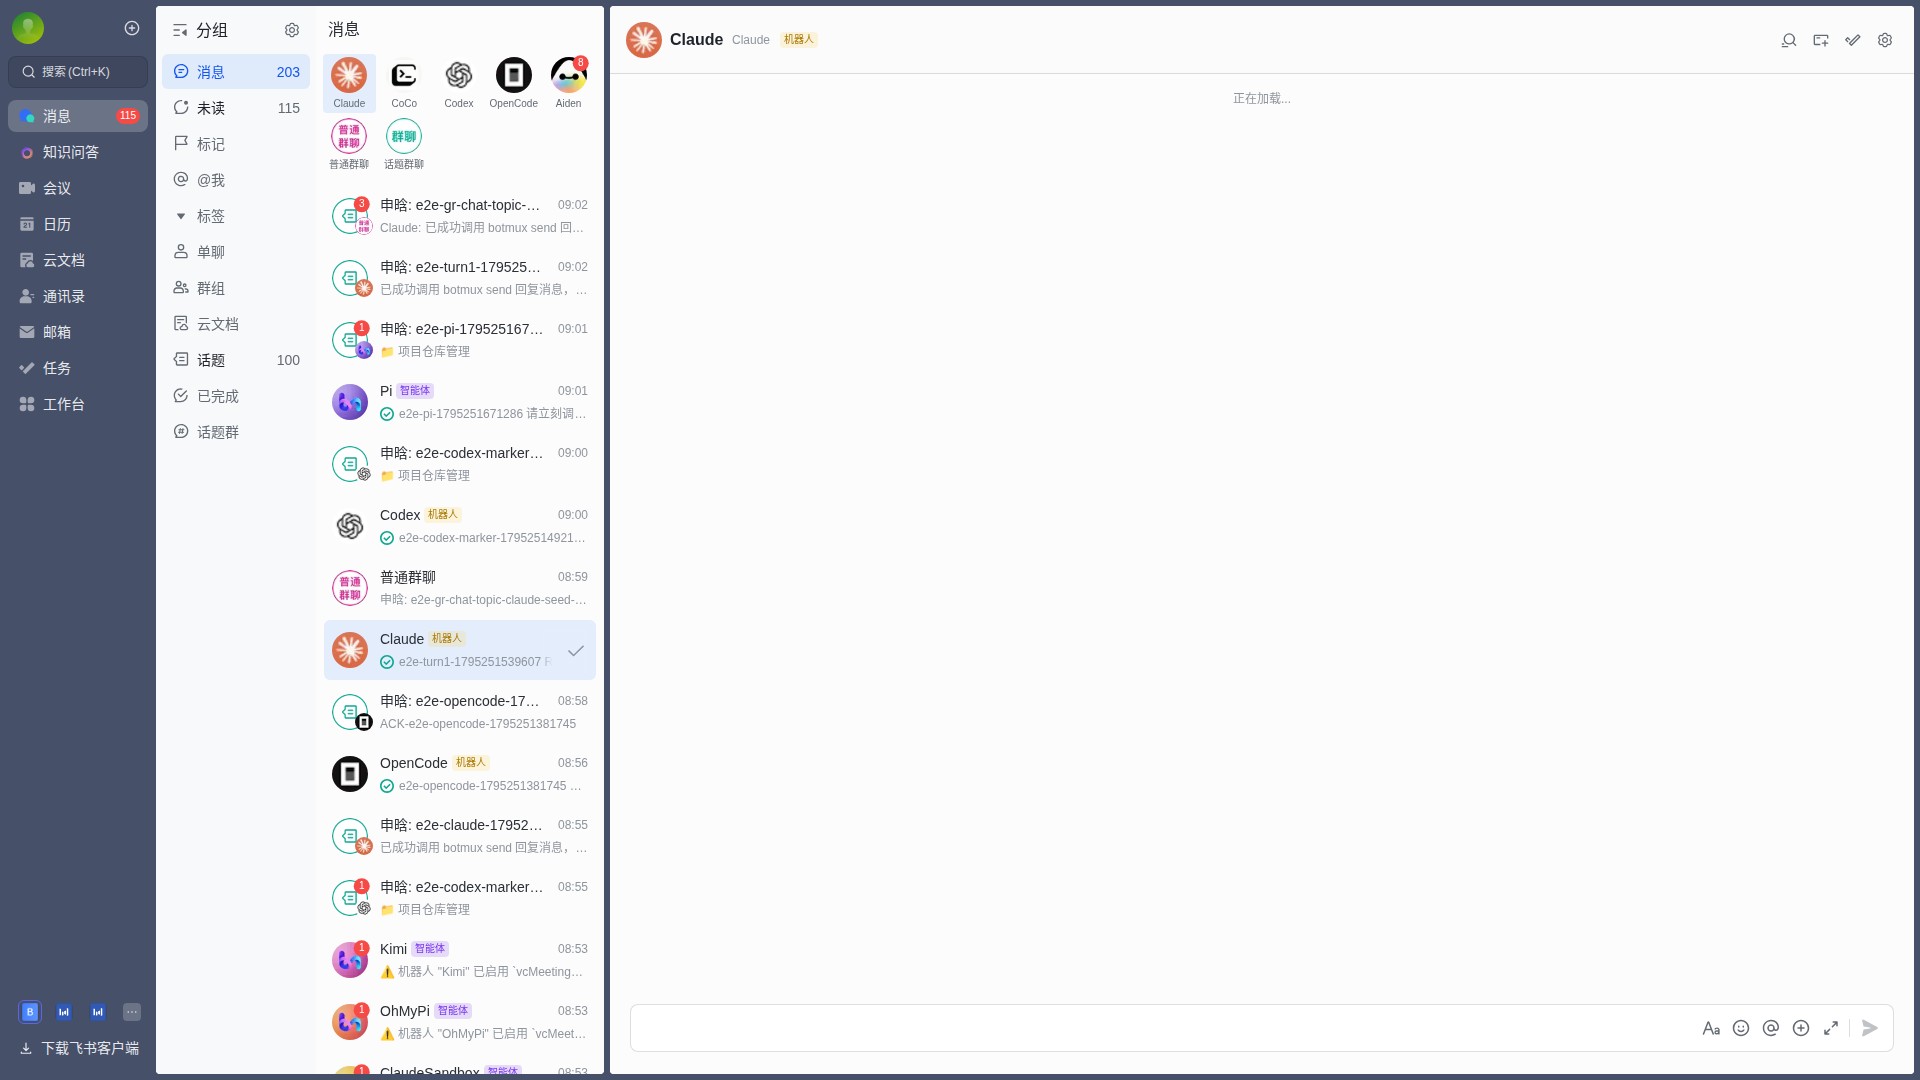 搜索 (Ctrl+K)
消息
115
知识问答
会议
日历
云文档
通讯录
邮箱
任务
工作台
下载飞书客户端
分组
消息
203
未读
115
标记
@我
标签
单聊
群组
云文档
话题
100
已完成
话题群
消息
Claude
CoCo
Codex
OpenCode
8
Aiden
普通群聊
普通群聊
群聊
话题群聊
3
申晗: e2e-gr-chat-topic-...
09:02
Claude: 已成功调用 botmux send 回...
申晗: e2e-turn1-179525...
09:02
已成功调用 botmux send 回复消息，...
1
申晗: e2e-pi-179525167...
09:01
项目仓库管理
Pi
智能体
09:01
e2e-pi-1795251671286 请立刻调...
申晗: e2e-codex-marker...
09:00
项目仓库管理
Codex
机器人
09:00
e2e-codex-marker-17952514921...
普通群聊
普通群聊
08:59
申晗: e2e-gr-chat-topic-claude-seed-...
Claude
机器人
e2e-turn1-1795251539607
申晗: e2e-opencode-17...
08:58
ACK-e2e-opencode-1795251381745
OpenCode
机器人
08:56
e2e-opencode-1795251381745 ...
申晗: e2e-claude-17952...
08:55
已成功调用 botmux send 回复消息，...
1
申晗: e2e-codex-marker...
08:55
项目仓库管理
1
Kimi
智能体
08:53
机器人 "Kimi" 已启用 `vcMeeting...
1
OhMyPi
智能体
08:53
机器人 "OhMyPi" 已启用 `vcMeet...
1
ClaudeSandbox
智能体
08:53
Claude
Claude
机器人
正在加载...
Aa